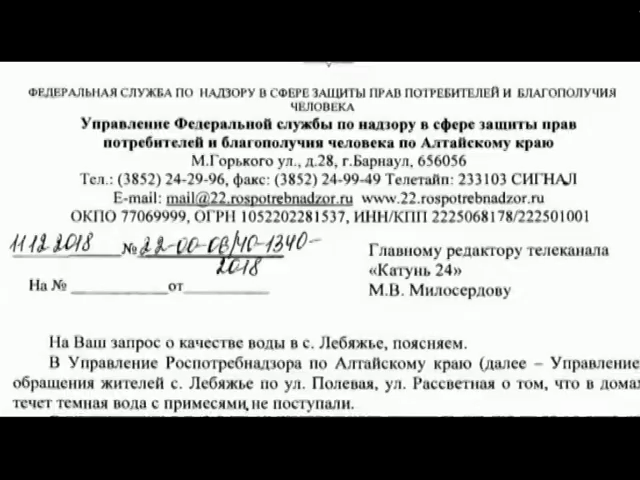 ФЕДЕРАЛЬНАЯ СЛУЖБА ПО НАДЗОРУ В СФЕРЕ ЗАЩИТЫ ПРАВ ПОТРЕБИТЕЛЕЙ И БЛАГОПОЛУЧИЯ
ЧЕЛОВЕКА
Управление Федеральной службы по надзору в сфере защиты прав
потребителей и благополучия человека по Алтайскому краю
М.Горького ул., д.28, г.Барнаул, 656056
Тел.: (3852) 24-29-96, факс: (3852) 24-99-49 Телетайп: 233103 СИГНАЛ
E-mail: mail@22.rospotrebnadzor.ru www.22.rospotrebnadzor.ru
ОКПО 77069999, ОГРН 1052202281537, ИНН/КПП 2225068178/222501001
11.12.2018 № 22-00-08/40-1340-
2018
На № ____________от____________
Главному редактору телеканала
«Катунь 24»
М.В. Милосердову
На Ваш запрос о качестве воды в с. Лебяжье, поясняем.
В Управление Роспотребнадзора по Алтайскому краю (далее – Управление
обращения жителей с. Лебяжье по ул. Полевая, ул. Рассветная о том, что в дома
течет темная вода с примесями, не поступали.